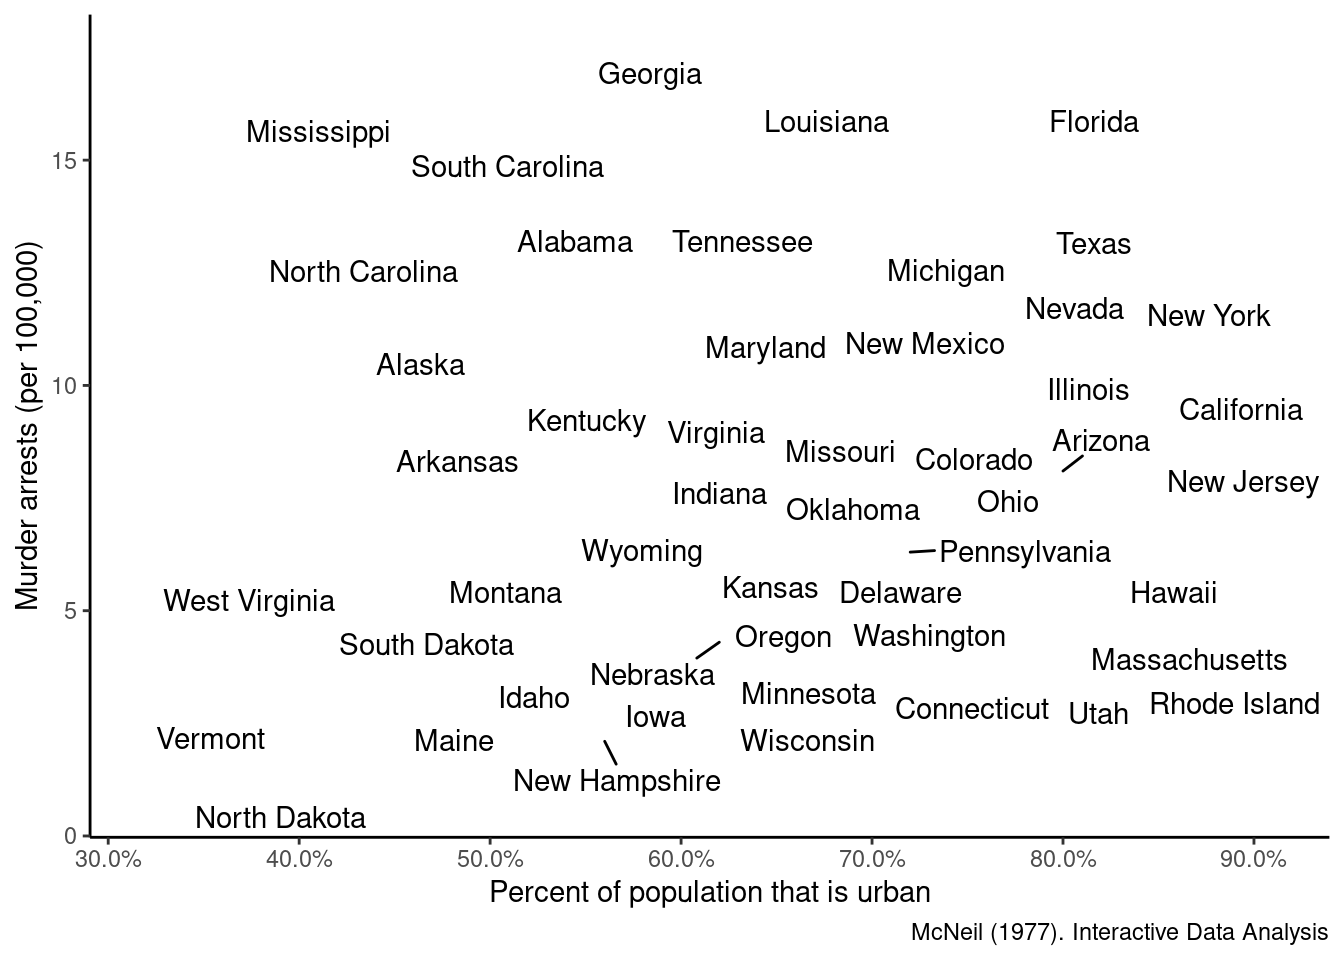 Georgia
Louisiana
Florida
Mississippi
15
South Carolina
Alabama
Tennessee
Texas
North Carolina
Michigan
Nevada
New York
Maryland
New Mexico
Alaska
10
Illinois
California
Kentucky
Virginia
Arizona
Arkansas
Missouri
Colorado
New Jersey
Indiana
Ohio
Oklahoma
Wyoming
Pennsylvania
Kansas
Delaware
Hawaii
Montana
West Virginia
5
South Dakota
Oregon
Washington
Massachusetts
Nebraska
Idaho
Minnesota
Connecticut
Utah
Rhode Island
Iowa
Vermont
Maine
Wisconsin
New Hampshire
North Dakota
0
Murder arrests (per 100,000)
30.0% 40.0% 50.0% 60.0% 70.0% 80.0% 90.0%
Percent of population that is urban
McNeil (1977). Interactive Data Analysis